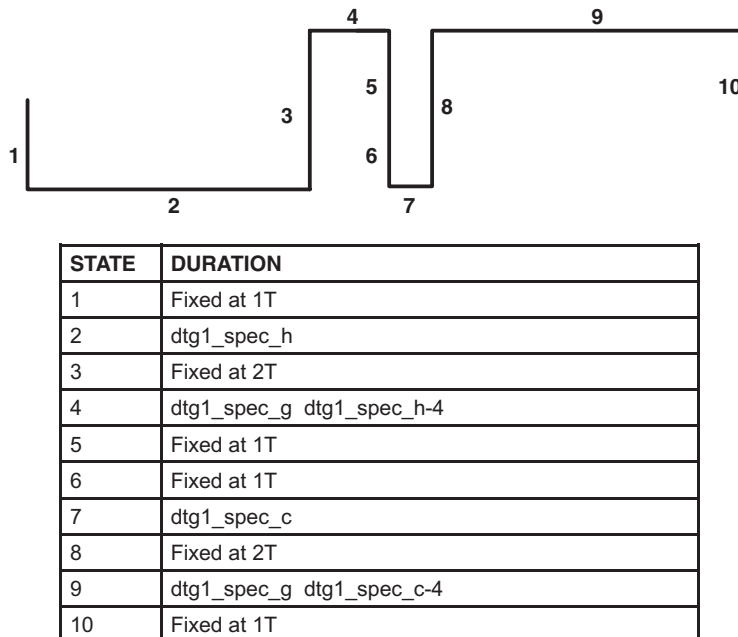 4
9
5
10
3
8
1
6
2
7
STATE DURATION
1 Fixed at 1T
2 dtg1_spec_h
3 Fixed at 2T
4 dtg1_spec_g dtg1_spec_h-4
5 Fixed at 1T
6 Fixed at 1T
7 dtg1_spec_c
8 Fixed at 2T
9 dtg1_spec_g dtg1_spec_c-4
10 Fixed at 1T